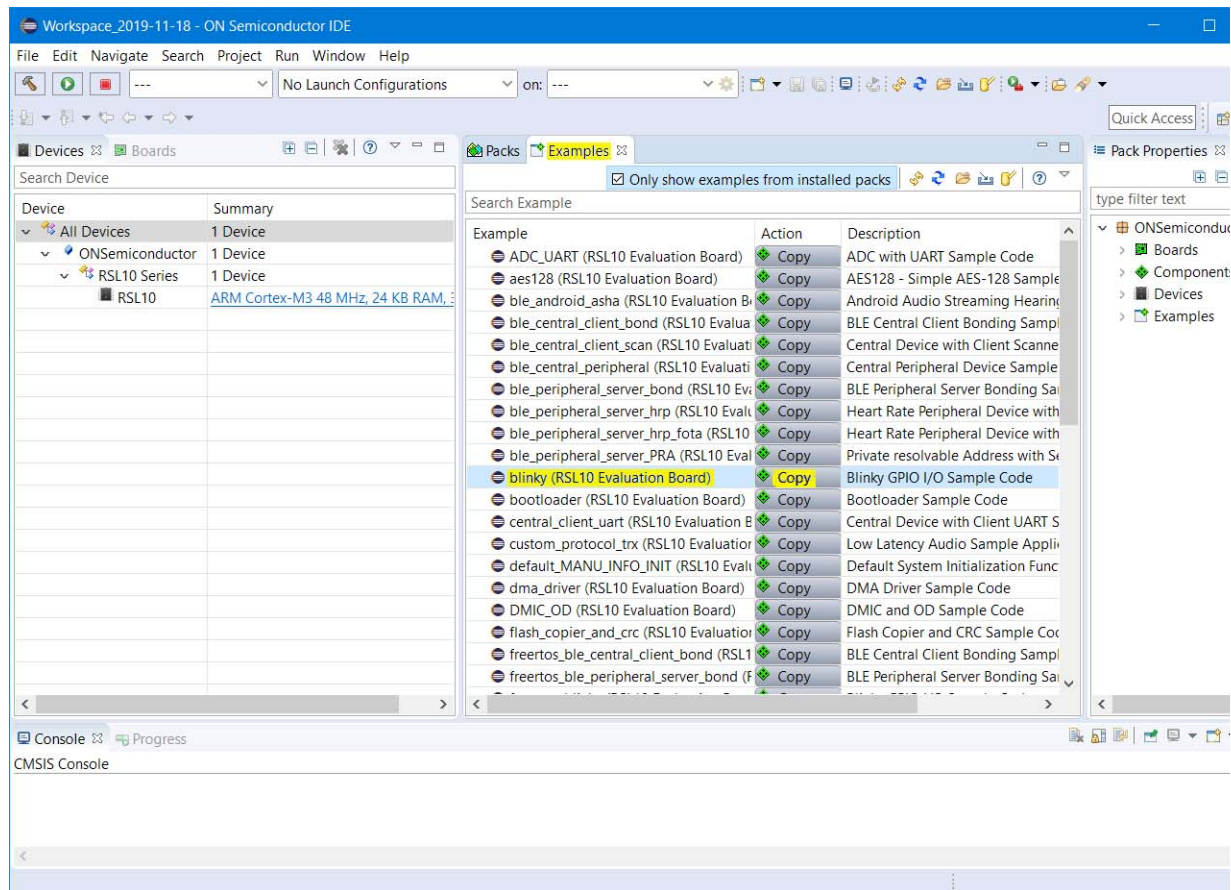 Workspace_2019-11-18 - ON Semiconductor IDE
File Edit Navigate Search Project Run Window Help
--- No Launch Configurations on: ---
Quick Access
Devices Boards
Search Device
Device Summary
All Devices 1 Device
ONSemiconductor 1 Device
RSL10 Series 1 Device
RSL10 ARM Cortex-M3 48 MHz, 24 KB RAM, 3
Packs Examples
Only show examples from installed packs
Search Example
Example Action Description
ADC_UART (RSL10 Evaluation Board) Copy ADC with UART Sample Code
aes128 (RSL10 Evaluation Board) Copy AES128 - Simple AES-128 Sample
ble_android_asha (RSL10 Evaluation B Copy Android Audio Streaming Hearing
ble_central_client_bond (RSL10 Evalua Copy BLE Central Client Bonding Sampl
ble_central_client_scan (RSL10 Evaluati Copy Central Device with Client Scanne
ble_central_peripheral (RSL10 Evaluati Copy Central Peripheral Device Sample
ble_peripheral_server_bond (RSL10 Eva Copy BLE Peripheral Server Bonding Sa
ble_peripheral_server_hrp (RSL10 Evalu Copy Heart Rate Peripheral Device with
ble_peripheral_server_hrp_fota (RSL10 Copy Heart Rate Peripheral Device with
ble_peripheral_server_PRA (RSL10 Eval Copy Private resolvable Address with Se
blinky (RSL10 Evaluation Board) Copy Blinky GPIO I/O Sample Code
bootloader (RSL10 Evaluation Board) Copy Bootloader Sample Code
central_client_uart (RSL10 Evaluation B Copy Central Device with Client UART S
custom_protocol_trx (RSL10 Evaluation Copy Low Latency Audio Sample Appli
default_MANU_INFO_INIT (RSL10 Evalu Copy Default System Initialization Func
dma_driver (RSL10 Evaluation Board) Copy DMA Driver Sample Code
DMIC_OD (RSL10 Evaluation Board) Copy DMIC and OD Sample Code
flash_copier_and_crc (RSL10 Evaluation Copy Flash Copier and CRC Sample Coc
freertos_ble_central_client_bond (RSL1 Copy BLE Central Client Bonding Sampl
freertos_ble_peripheral_server_bond (F Copy BLE Peripheral Server Bonding Sa
Pack Properties
type filter text
ONSemiconduc
Boards
Components
Devices
Examples
Console Progress
CMSIS Console